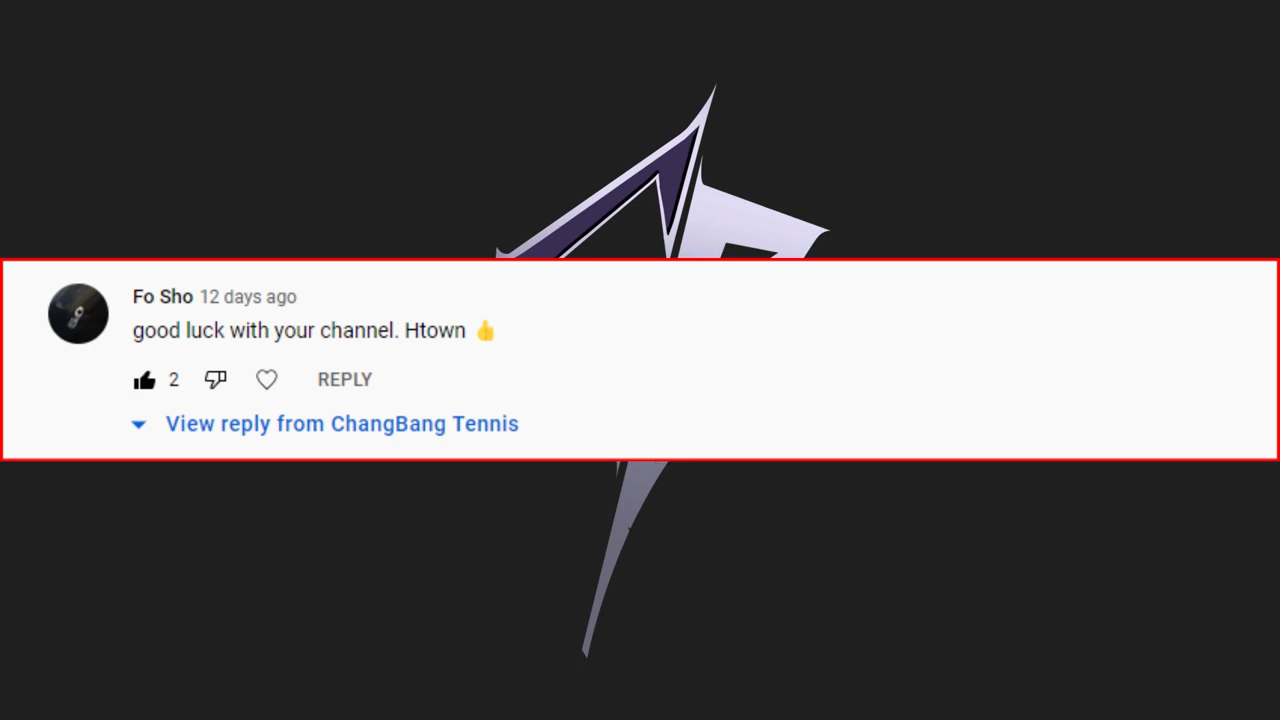 Fo Sho 12 days ago
good luck with your channel. Htown 👍
2 REPLY
View reply from ChangBang Tennis